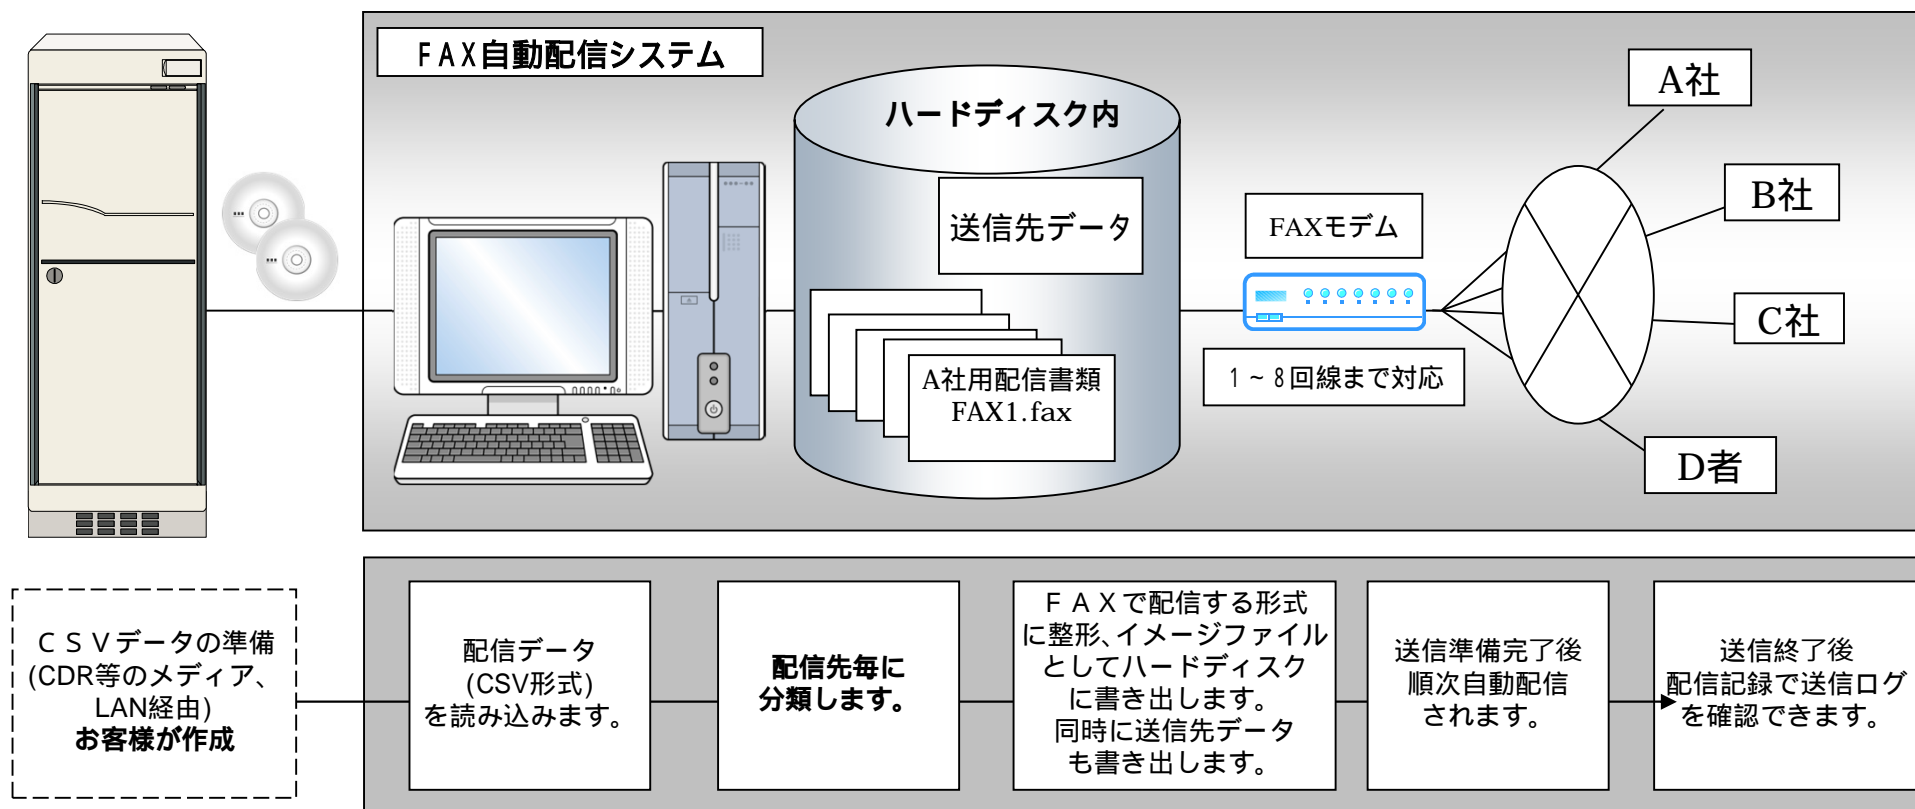 ＦＡＸ自動配信システム
ハードディスク内
送信先データ
A社用配信書類
FAX1.fax
FAXモデム
1～8回線まで対応
A社
B社
C社
D者
ＣＳＶデータの準備
(CDR等のメディア、
LAN経由)
お客様が作成
配信データ
(CSV形式)
を読み込みます。
配信先毎に
分類します。
ＦＡＸで配信する形式
に整形、イメージファイル
としてハードディスク
に書き出します。
同時に送信先データ
も書き出します。
送信準備完了後
順次自動配信
されます。
送信終了後
配信記録で送信ログ
を確認できます。